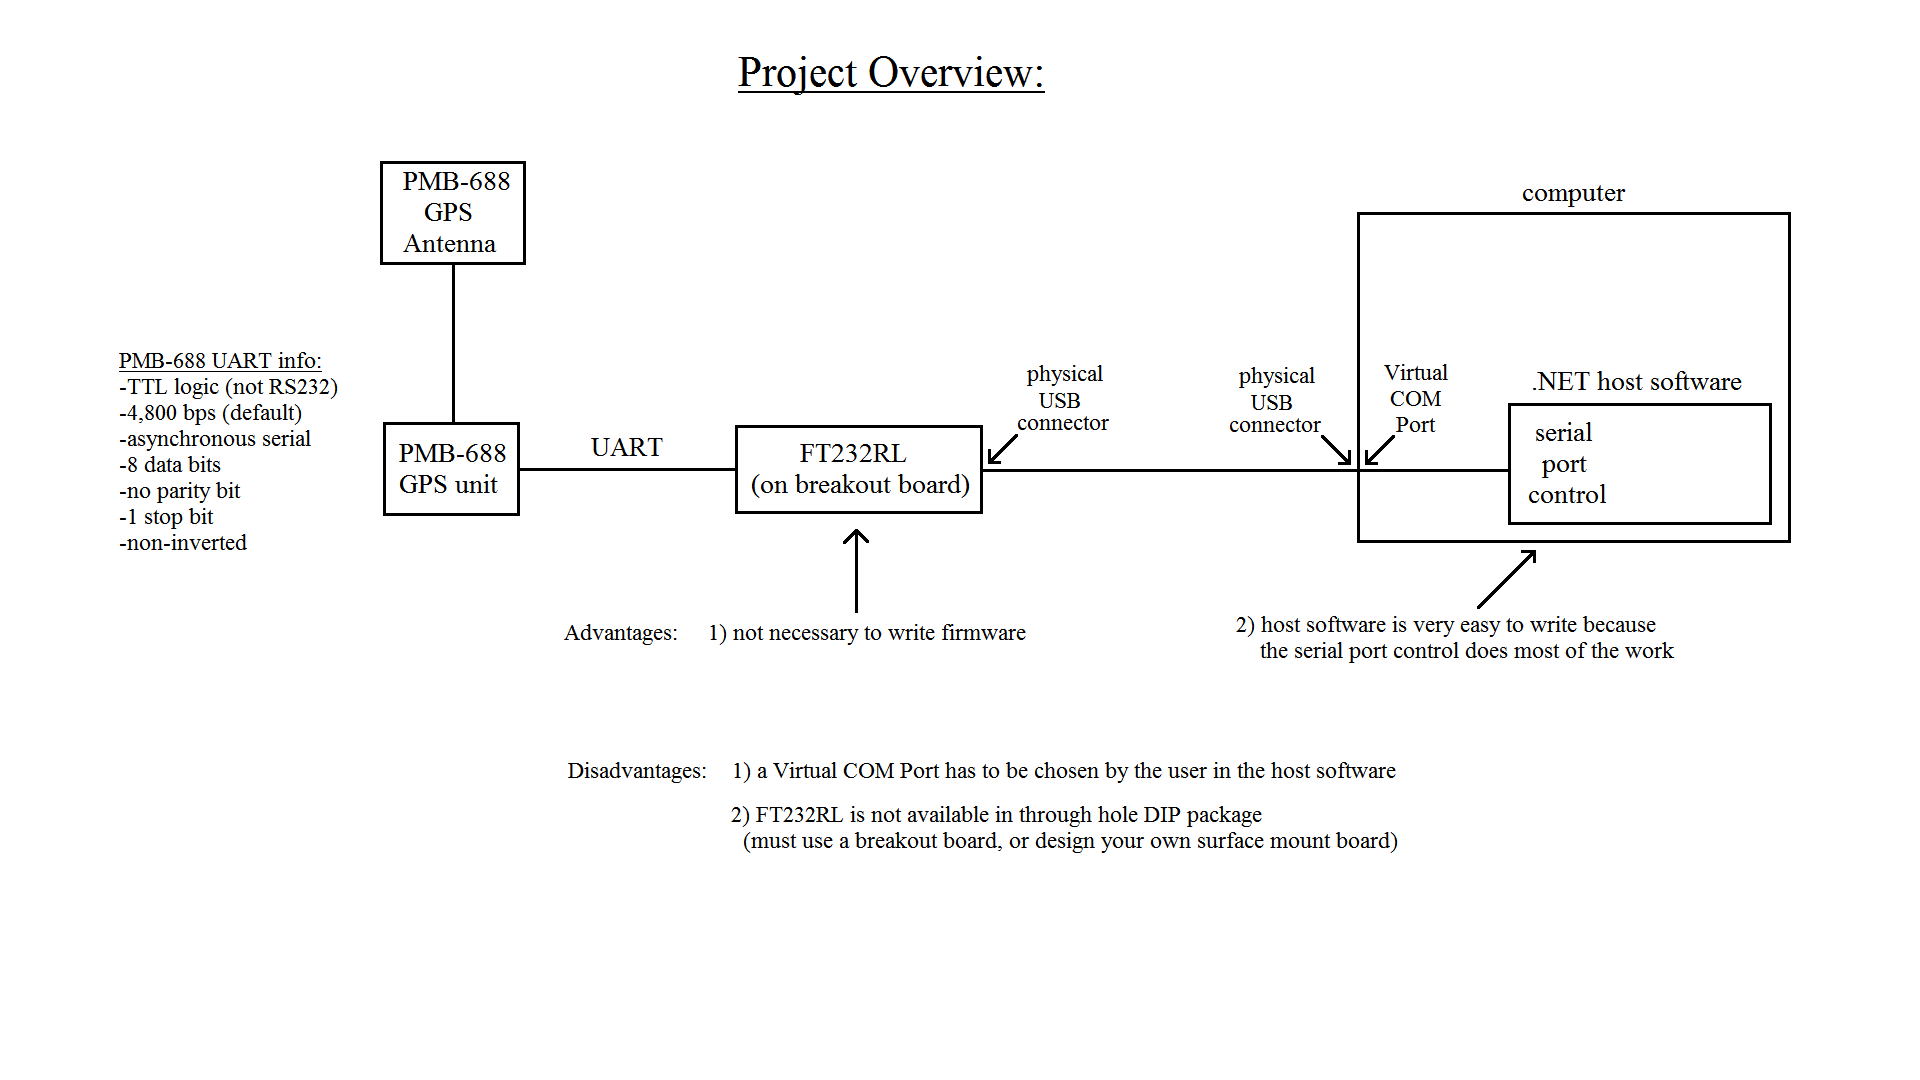 Project Overview:
PMB-688
GPS
Antenna
computer
PMB-688 UART info:
-TTL logic (not RS232)
-4,800 bps (default)
-asynchronous serial
-8 data bits
-no parity bit
-1 stop bit
-non-inverted
PMB-688
GPS unit
UART
FT232RL
(on breakout board)
physical
USB
connector
physical
USB
connector
Virtual
COM
Port
.NET host software
serial
port
control
Advantages: 1) not necessary to write firmware
2) host software is very easy to write because
the serial port control does most of the work
Disadvantages: 1) a Virtual COM Port has to be chosen by the user in the host software
2) FT232RL is not available in through hole DIP package
(must use a breakout board, or design your own surface mount board)